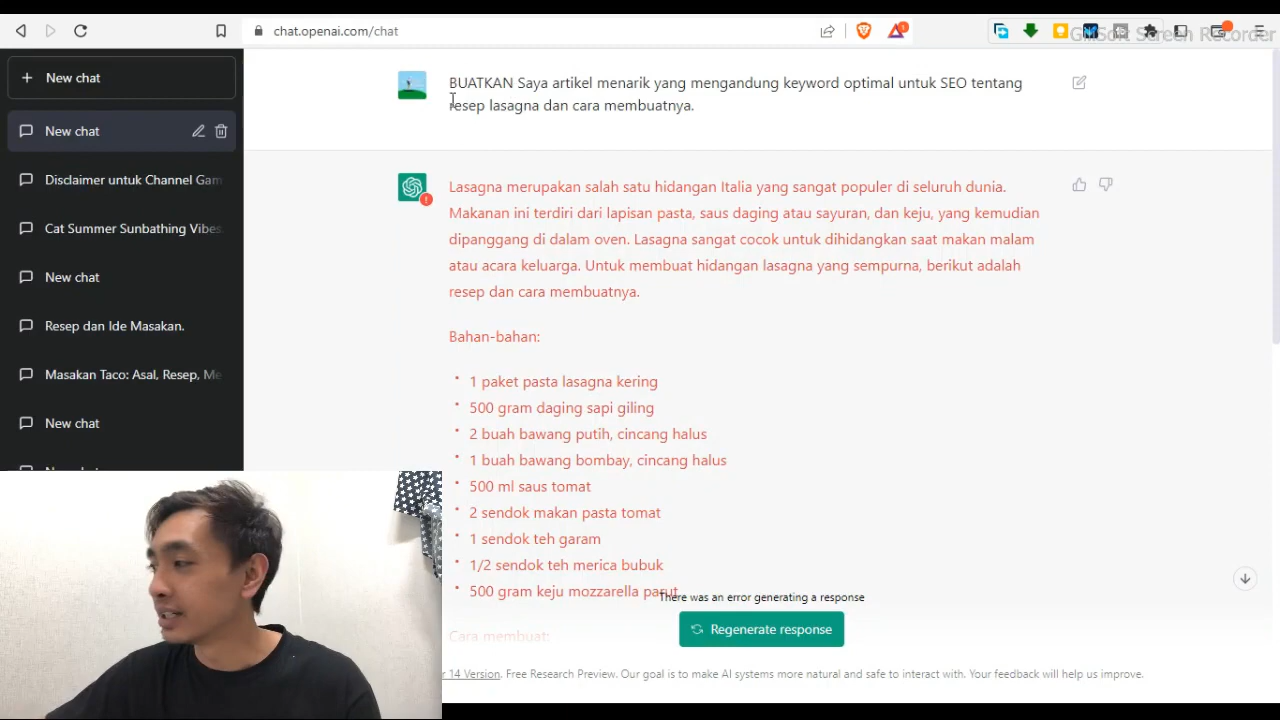 chat.openai.com/chat
1
GiliSoft Screen Recorder
New chat
New chat
Disclaimer untuk Channel Gam
Cat Summer Sunbathing Vibes.
New chat
Resep dan Ide Masakan.
Masakan Taco: Asal, Resep, Me
New chat
BUATKAN Saya artikel menarik yang mengandung keyword optimal untuk SEO tentang
resep lasagna dan cara membuatnya.
Lasagna merupakan salah satu hidangan Italia yang sangat populer di seluruh dunia.
Makanan ini terdiri dari lapisan pasta, saus daging atau sayuran, dan keju, yang kemudian
dipanggang di dalam oven. Lasagna sangat cocok untuk dihidangkan saat makan malam
atau acara keluarga. Untuk membuat hidangan lasagna yang sempurna, berikut adalah
resep dan cara membuatnya.
Bahan-bahan:
• 1 paket pasta lasagna kering
• 500 gram daging sapi giling
• 2 buah bawang putih, cincang halus
• 1 buah bawang bombay, cincang halus
• 500 ml saus tomat
• 2 sendok makan pasta tomat
• 1 sendok teh garam
• 1/2 sendok teh merica bubuk
• 500 gram keju mozzarella parut
There was an error generating a response
Cara membuat:
Regenerate response
r 14 Version. Free Research Preview. Our goal is to make AI systems more natural and safe to interact with. Your feedback will help us improve.